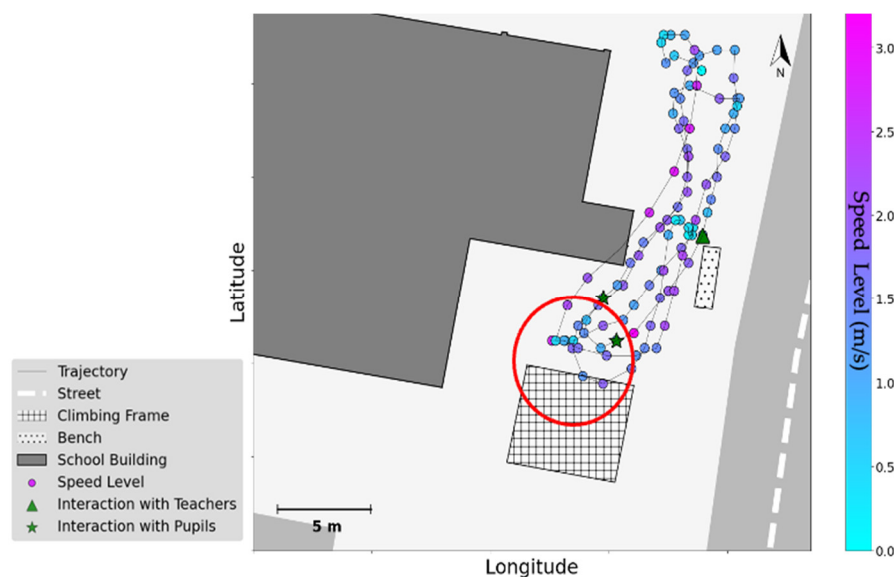 N
Latitude
Longitude
5 m
Trajectory
Street
Climbing Frame
Bench
School Building
Speed Level
Interaction with Teachers
Interaction with Pupils
3.0
2.5
2.0
1.5
1.0
0.5
0.0
Speed Level (m/s)